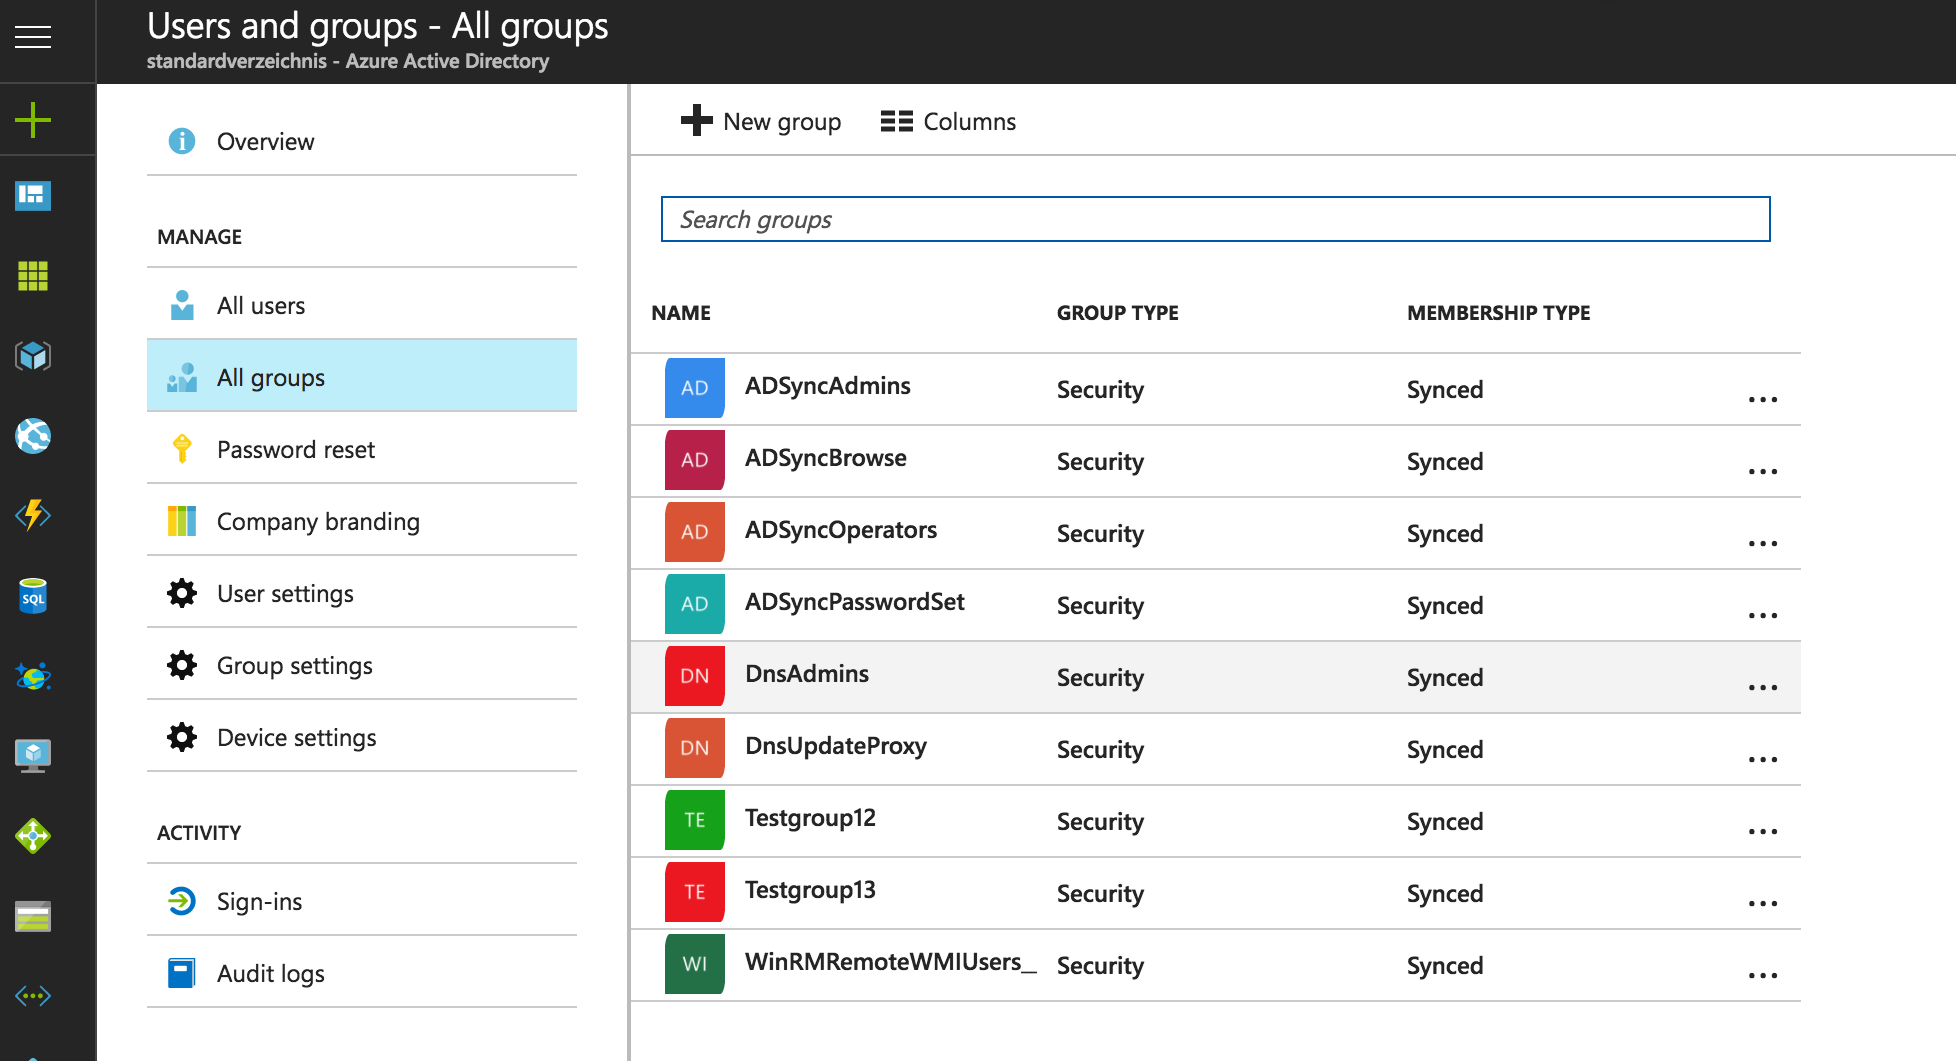 Users and groups - All groups
standardverzeichnis - Azure Active Directory
Overview
MANAGE
All users
All groups
Password reset
Company branding
User settings
Group settings
Device settings
ACTIVITY
Sign-ins
Audit logs
SQL
New group Columns
Search groups
NAME GROUP TYPE MEMBERSHIP TYPE
AD ADSyncAdmins Security Synced ...
AD ADSyncBrowse Security Synced ...
AD ADSyncOperators Security Synced ...
AD ADSyncPasswordSet Security Synced ...
DN DnsAdmins Security Synced ...
DN DnsUpdateProxy Security Synced ...
TE Testgroup12 Security Synced ...
TE Testgroup13 Security Synced ...
WI WinRMRemoteWMIUsers__ Security Synced ...